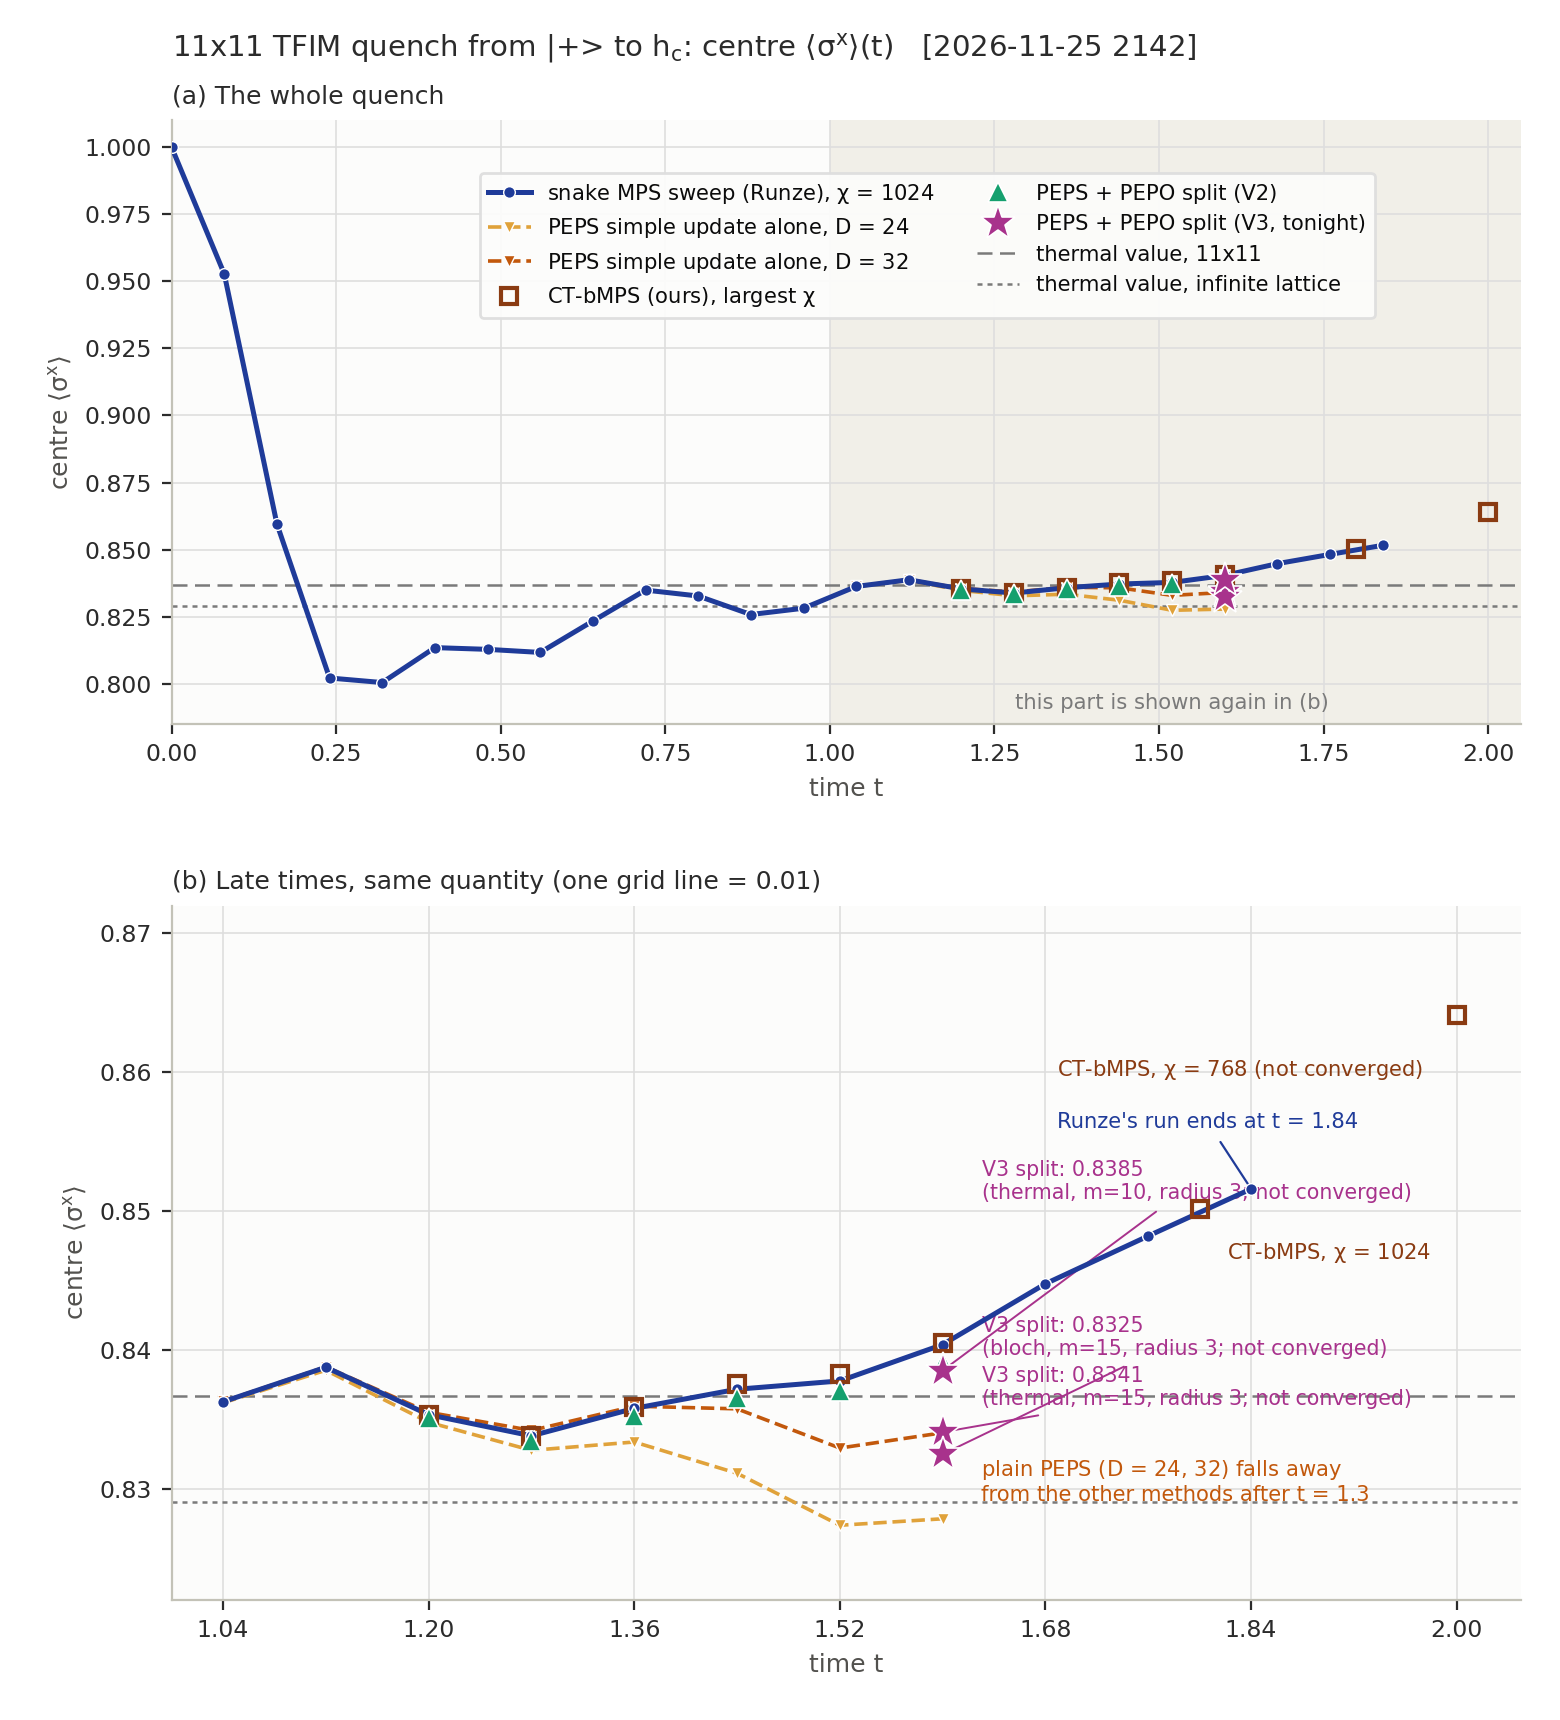 11x11 TFIM quench from |+> to h_c: centre ⟨σ^x⟩(t)   [2026-11-25 2142]
(a) The whole quench
1.000
0.975
0.950
0.925
0.900
0.875
0.850
0.825
0.800
centre ⟨σ^x⟩
snake MPS sweep (Runze), χ = 1024
PEPS simple update alone, D = 24
PEPS simple update alone, D = 32
CT-bMPS (ours), largest χ
PEPS + PEPO split (V2)
PEPS + PEPO split (V3, tonight)
thermal value, 11x11
thermal value, infinite lattice
this part is shown again in (b)
0.00 0.25 0.50 0.75 1.00 1.25 1.50 1.75 2.00
time t
(b) Late times, same quantity (one grid line = 0.01)
0.87
0.86
0.85
0.84
0.83
centre ⟨σ^x⟩
CT-bMPS, χ = 768 (not converged)
Runze's run ends at t = 1.84
V3 split: 0.8385
(thermal, m=10, radius 3; not converged)
CT-bMPS, χ = 1024
V3 split: 0.8325
(bloch, m=15, radius 3; not converged)
V3 split: 0.8341
(thermal, m=15, radius 3; not converged)
plain PEPS (D = 24, 32) falls away
from the other methods after t = 1.3
1.04 1.20 1.36 1.52 1.68 1.84 2.00
time t